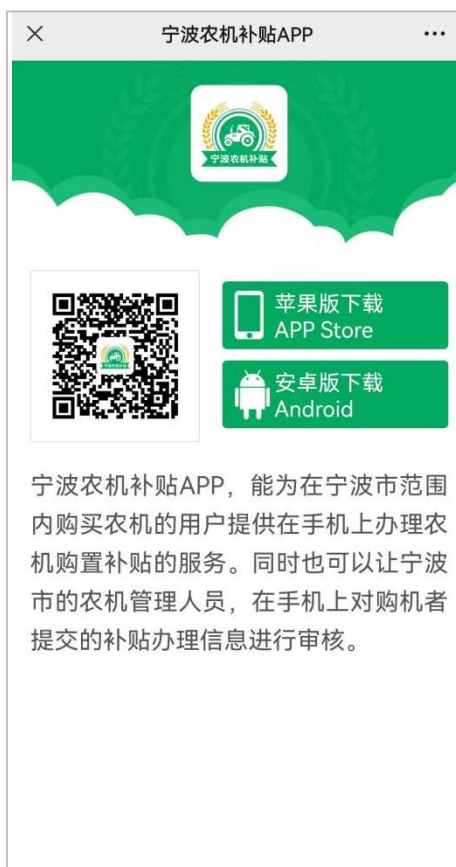 宁波农机补贴APP
宁波农机补贴
苹果版下载
APP Store
安卓版下载
Android
宁波农机补贴APP，能为在宁波市范围
内购买农机的用户提供在手机上办理农
机购置补贴的服务。同时也可以让宁波
市的农机管理人员，在手机上对购机者
提交的补贴办理信息进行审核。